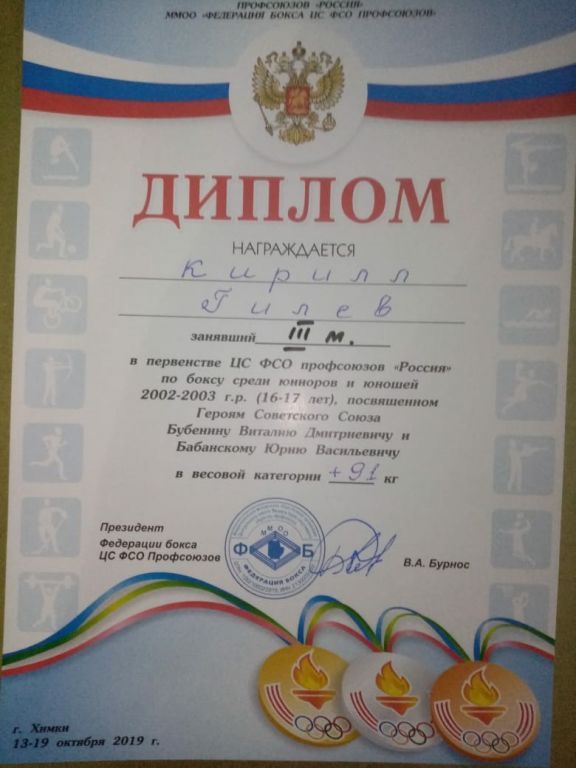 ПРОФСОЮЗОВ «РОССИЯ»
ММОО «ФЕДЕРАЦИЯ БОКСА ЦС ФСО ПРОФСОЮЗОВ»
ДИПЛОМ
НАГРАЖДАЕТСЯ
Кирилл
Гилев
занявший III м.
в первенстве ЦС ФСО профсоюзов «Россия»
по боксу среди юниоров и юношей
2002-2003 г.р. (16-17 лет), посвященном
Героям Советского Союза
Бубенину Виталию Дмитриевичу и
Бабанскому Юрию Васильевичу
в весовой категории +91 кг
Президент
Федерации бокса
ЦС ФСО Профсоюзов
ММОО
Ф Б
ФЕДЕРАЦИЯ БОКСА
В.А. Бурнос
г. Химки
13-19 октября 2019 г.